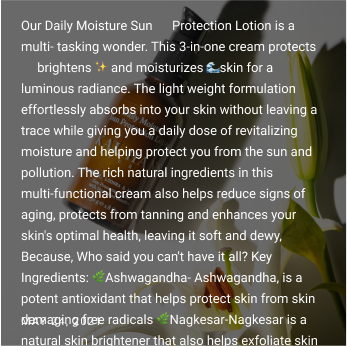 Our Daily Moisture Sun Protection Lotion is a
multi- tasking wonder. This 3-in-one cream protects
brightens ✨ and moisturizes 🌊skin for a
luminous radiance. The light weight formulation
effortlessly absorbs into your skin without leaving a
trace while giving you a daily dose of revitalizing
moisture and helping protect you from the sun and
pollution. The rich natural ingredients in this
multi-functional cream also helps reduce signs of
aging, protects from tanning and enhances your
skin's optimal health, leaving it soft and dewy,
Because, Who said you can't have it all? Key
Ingredients: 🌿Ashwagandha- Ashwagandha, is a
potent antioxidant that helps protect skin from skin
damaging free radicals 🌿Nagkesar-Nagkesar is a
natural skin brightener that also helps exfoliate skin